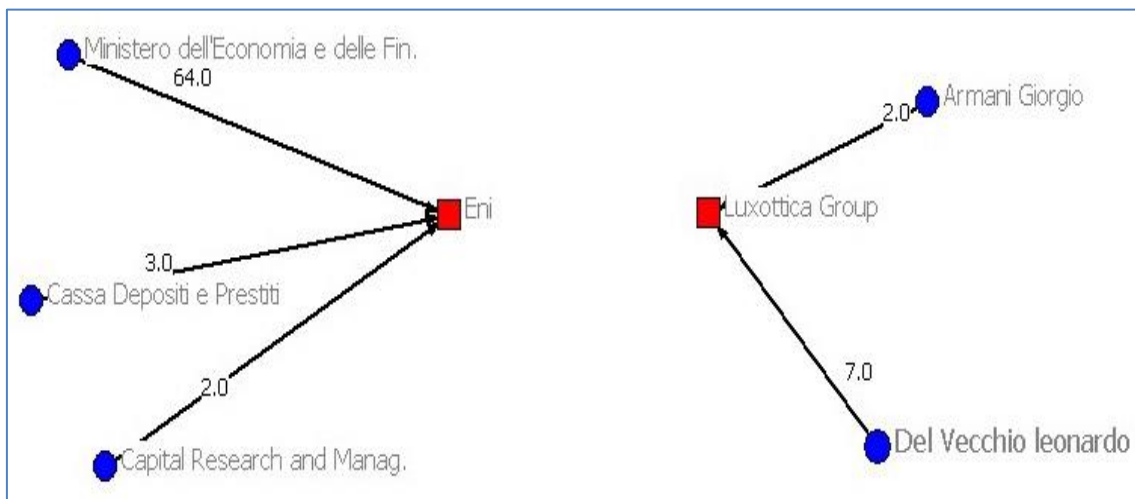 Ministero dell'Economia e delle Fin.
64.0
Armani Giorgio
2.0
Eni
Luxottica Group
3.0
Cassa Depositi e Prestiti
2.0
7.0
Del Vecchio leonardo
Capital Research and Manag.